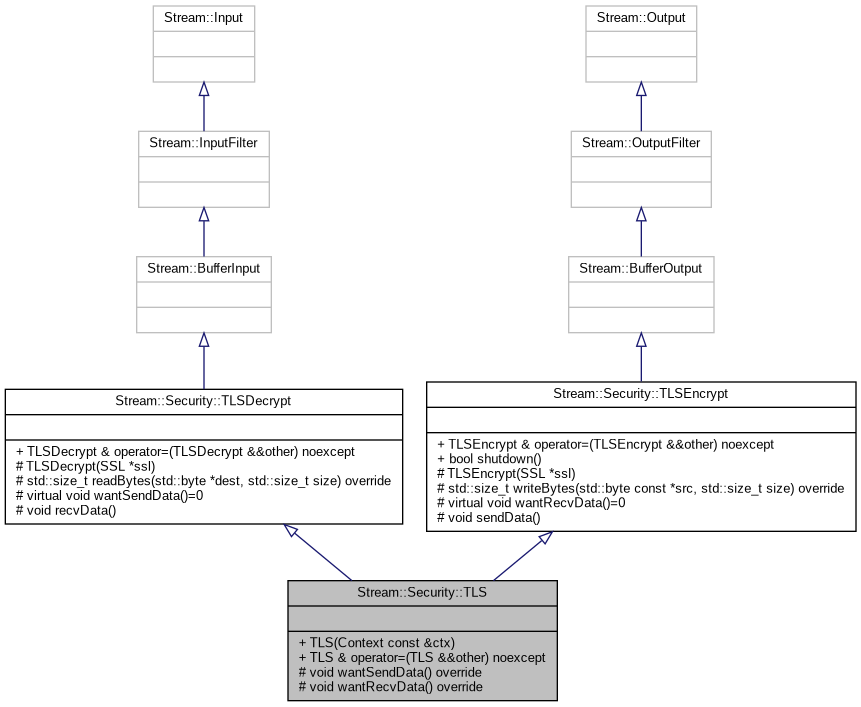 Stream::Input
Stream::Output
Stream::InputFilter
Stream::OutputFilter
Stream::BufferInput
Stream::BufferOutput
Stream::Security::TLSDecrypt
+ TLSDecrypt & operator=(TLSDecrypt &&other) noexcept
# TLSDecrypt(SSL *ssl)
# std::size_t readBytes(std::byte *dest, std::size_t size) override
# virtual void wantSendData()=0
# void recvData()
Stream::Security::TLSEncrypt
+ TLSEncrypt & operator=(TLSEncrypt &&other) noexcept
+ bool shutdown()
# TLSEncrypt(SSL *ssl)
# std::size_t writeBytes(std::byte const *src, std::size_t size) override
# virtual void wantRecvData()=0
# void sendData()
Stream::Security::TLS
+ TLS(Context const &ctx)
+ TLS & operator=(TLS &&other) noexcept
# void wantSendData() override
# void wantRecvData() override